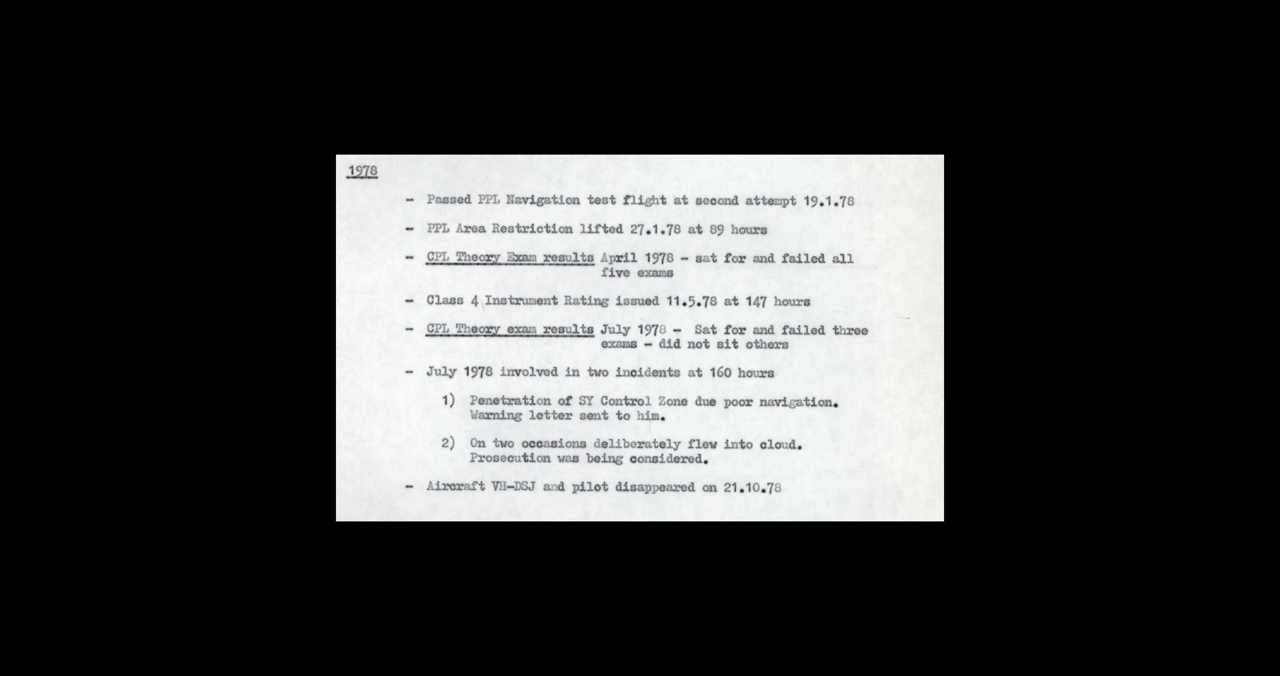 1978
- Passed PPL Navigation test flight at second attempt 19.1.78
- PPL Area Restriction lifted 27.1.78 at 89 hours
- CPL Theory Exam results April 1978 - sat for and failed all
five exams
- Class 4 Instrument Rating issued 11.5.78 at 147 hours
- CPL Theory exam results July 1978 - Sat for and failed three
exams - did not sit others
- July 1978 involved in two incidents at 160 hours
1) Penetration of SY Control Zone due poor navigation.
Warning letter sent to him.
2) On two occasions deliberately flew into cloud.
Prosecution was being considered.
- Aircraft VH-DSJ and pilot disappeared on 21.10.78